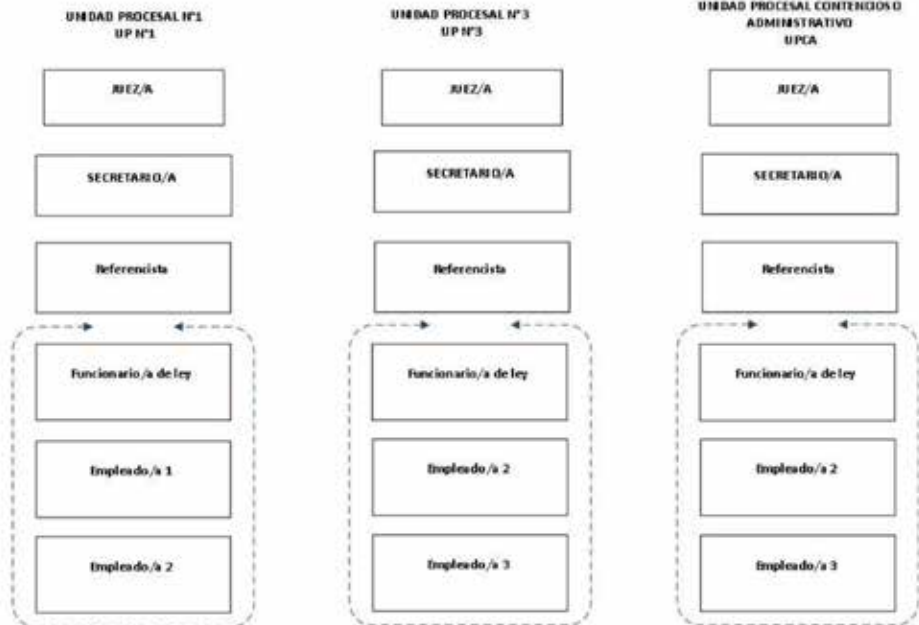 UNIDAD PROCESAL N°1
UP N°1
JUEZ/A
SECRETARIO/A
Referencista
Funcionario/a de ley
Empleado/a 1
Empleado/a 2
UNIDAD PROCESAL N°3
UP N°3
JUEZ/A
SECRETARIO/A
Referencista
Funcionario/a de ley
Empleado/a 2
Empleado/a 3
UNIDAD PROCESAL CONTENCIOSO
ADMINISTRATIVO
UPCA
JUEZ/A
SECRETARIO/A
Referencista
Funcionario/a de ley
Empleado/a 2
Empleado/a 3